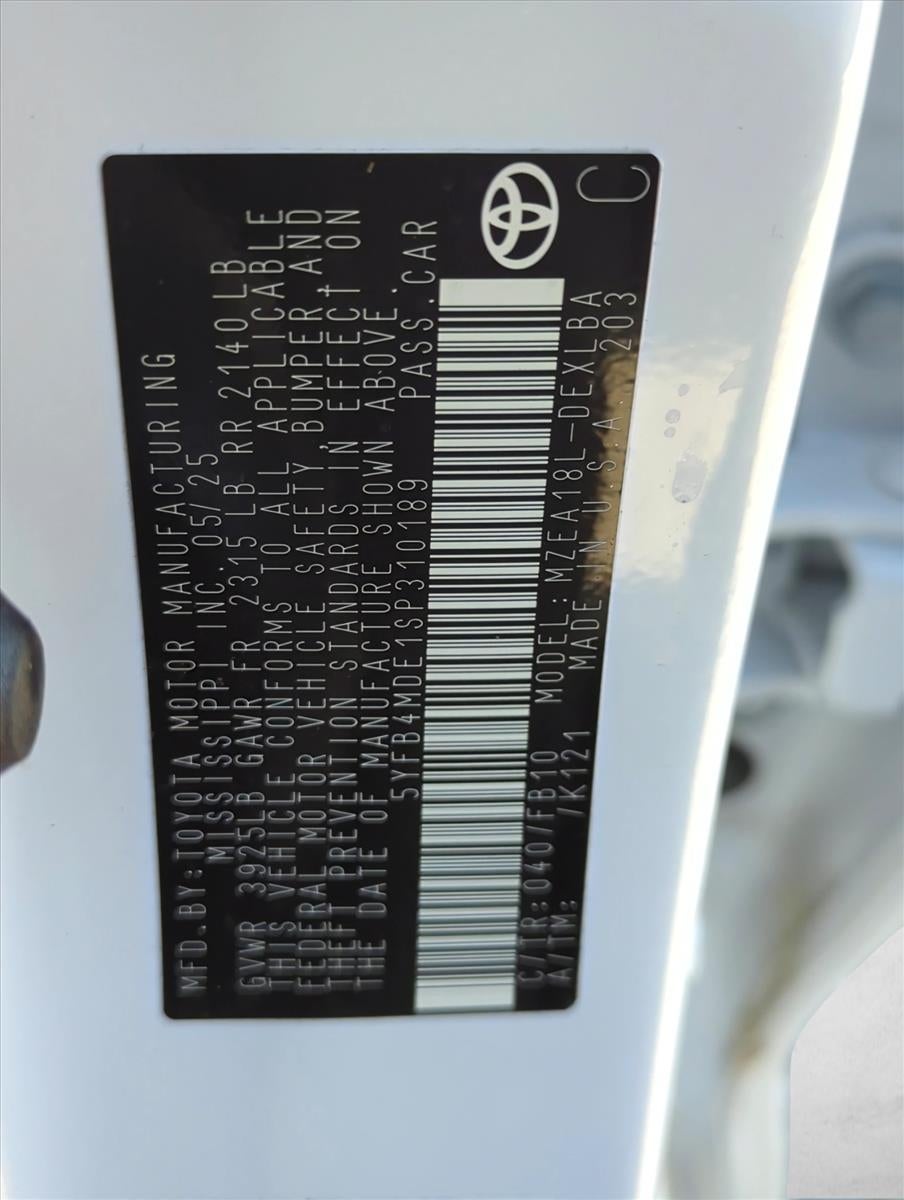 MFD.BY:TOYOTA MOTOR MANUFACTURING
MISSISSIPPI INC. 05/25
GVWR 3925LB GAWR FR 2315 LB RR 2140LB
THIS VEHICLE CONFORMS TO ALL APPLICABLE
FEDERAL MOTOR VEHICLE SAFETY, BUMPER, AND
THEFT PREVENTION STANDARDS IN EFFECT ON
THE DATE OF MANUFACTURE SHOWN ABOVE.
5YFB4MDE1SP310189 PASS.CAR
C/TR:040/FB10 MODEL:MZEA18L-DEXLBA
A/TM: /K121 MADE IN U.S.A. 203
C